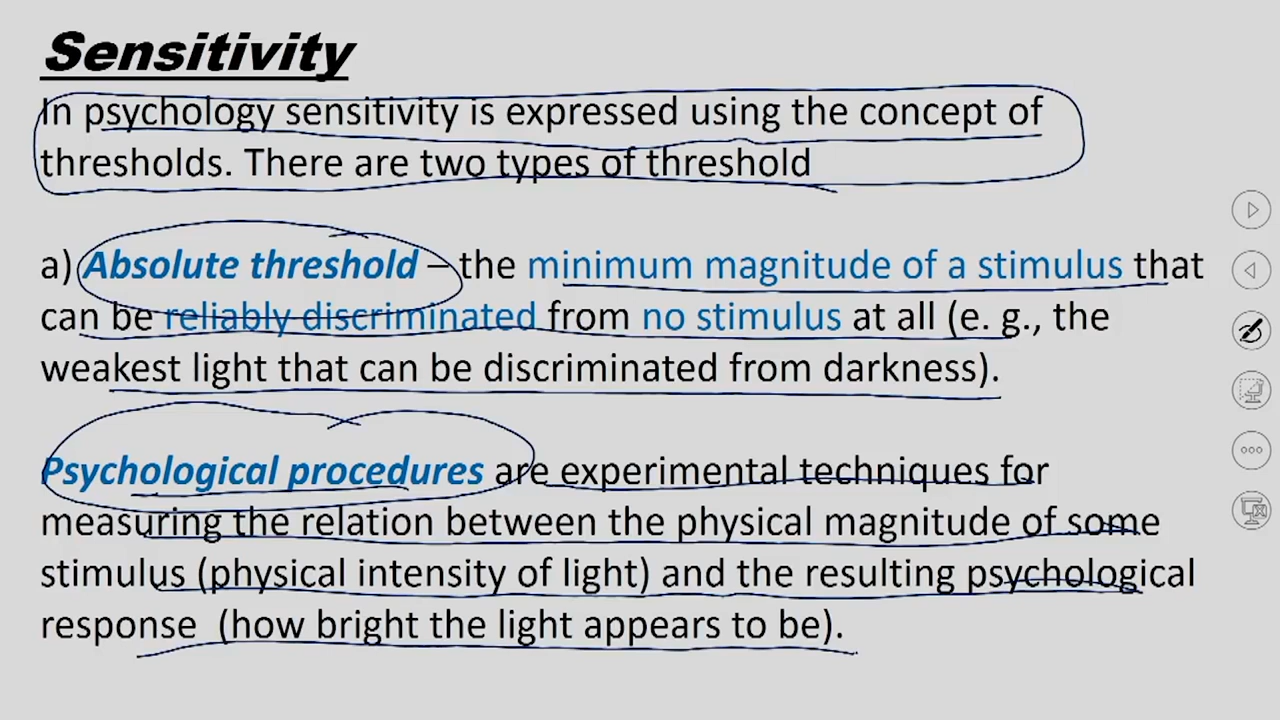 Sensitivity
In psychology sensitivity is expressed using the concept of
thresholds. There are two types of threshold
a) Absolute threshold – the minimum magnitude of a stimulus that
can be reliably discriminated from no stimulus at all (e. g., the
weakest light that can be discriminated from darkness).
Psychological procedures are experimental techniques for
measuring the relation between the physical magnitude of some
stimulus (physical intensity of light) and the resulting psychological
response (how bright the light appears to be).